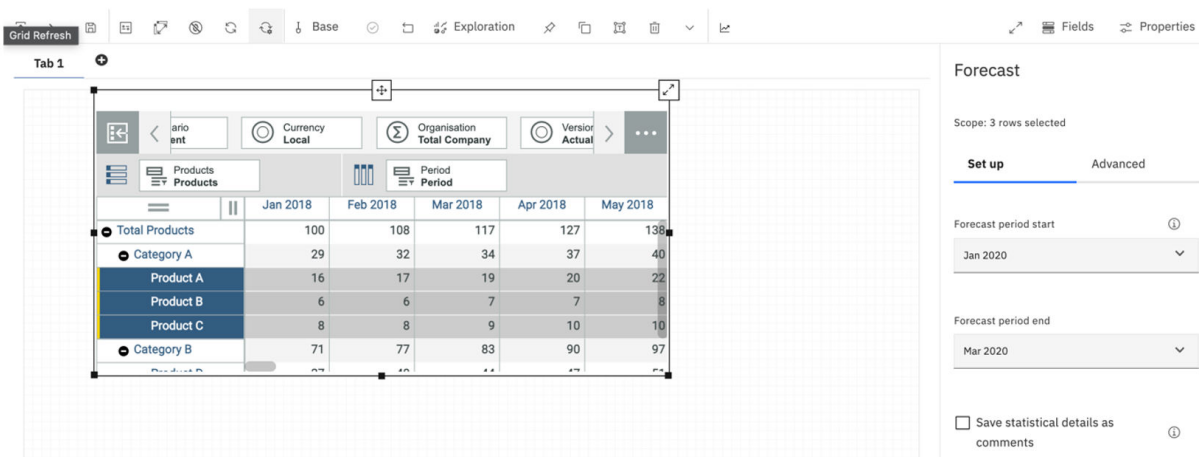 Grid Refresh
Base
Exploration
Fields
Properties
Tab 1
Forecast
Scope: 3 rows selected
Set up
Advanced
Forecast period start
Jan 2020
Forecast period end
Mar 2020
Save statistical details as
comments
ario
ent
Currency
Local
Organisation
Total Company
Version
Actual
Products
Products
Period
Period
Jan 2018 Feb 2018 Mar 2018 Apr 2018 May 2018
Total Products 100 108 117 127 138
Category A 29 32 34 37 40
Product A 16 17 19 20 22
Product B 6 6 7 7 8
Product C 8 8 9 10 10
Category B 71 77 83 90 97